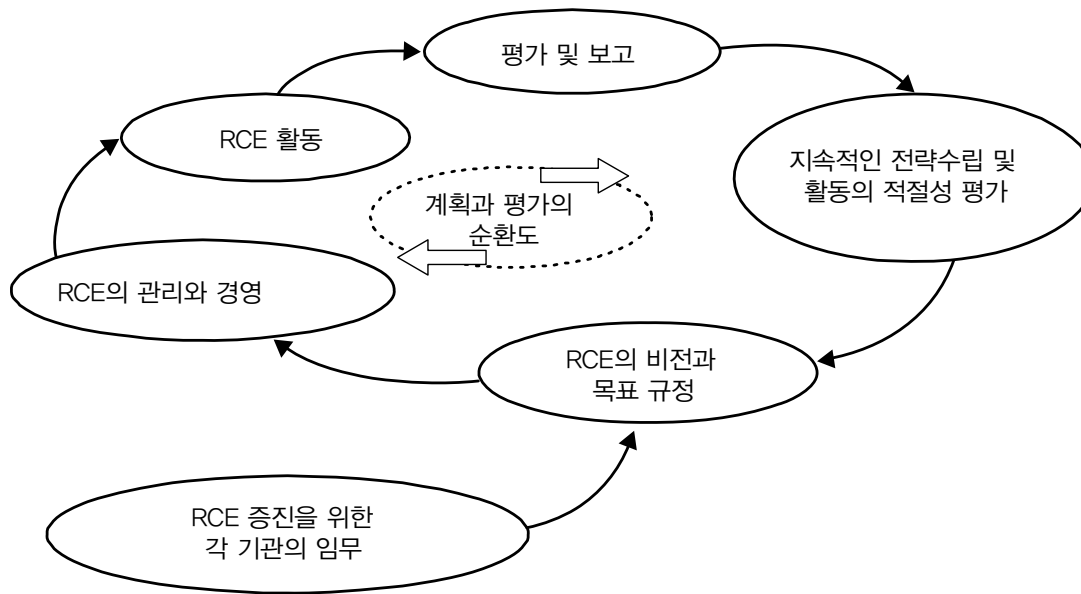 평가 및 보고
RCE 활동
지속적인 전략수립 및
활동의 적절성 평가
계획과 평가의
순환도
RCE의 관리와 경영
RCE의 비전과
목표 규정
RCE 증진을 위한
각 기관의 임무